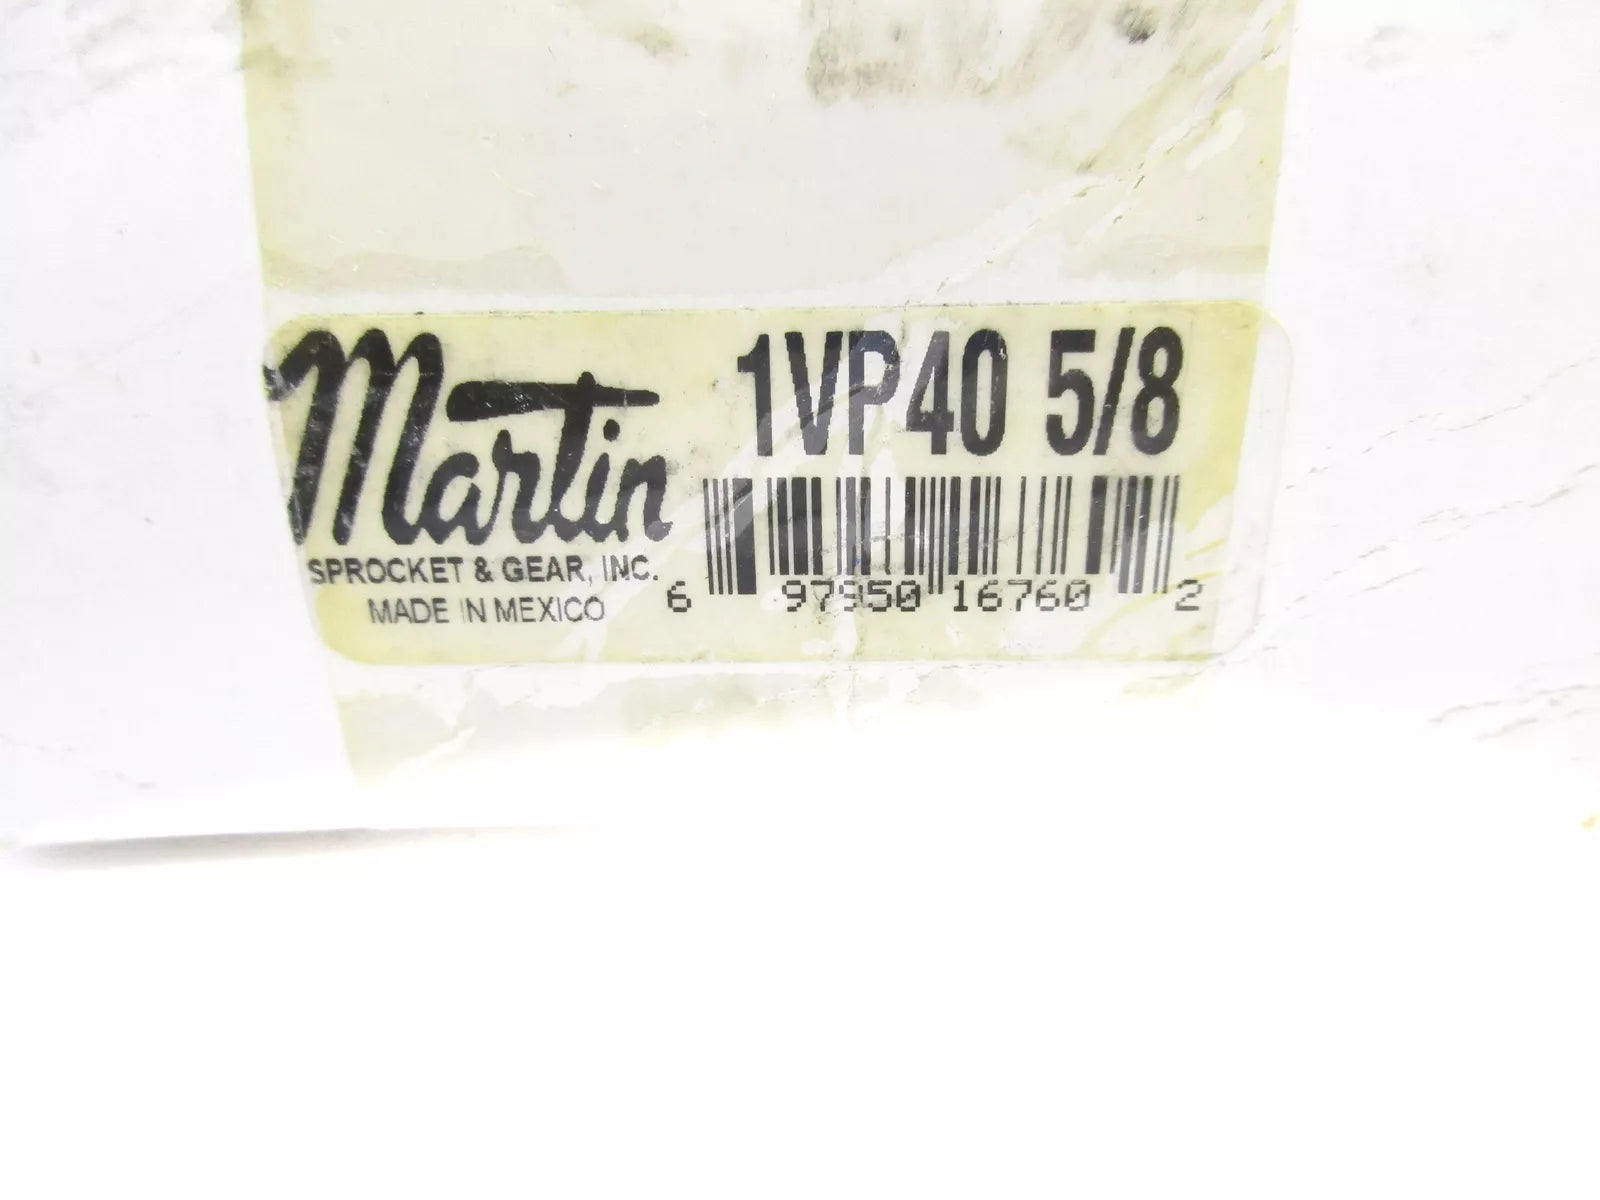 Martin
1VP40 5/8
SPROCKET & GEAR, INC.
MADE IN MEXICO
6 97950 16760 2